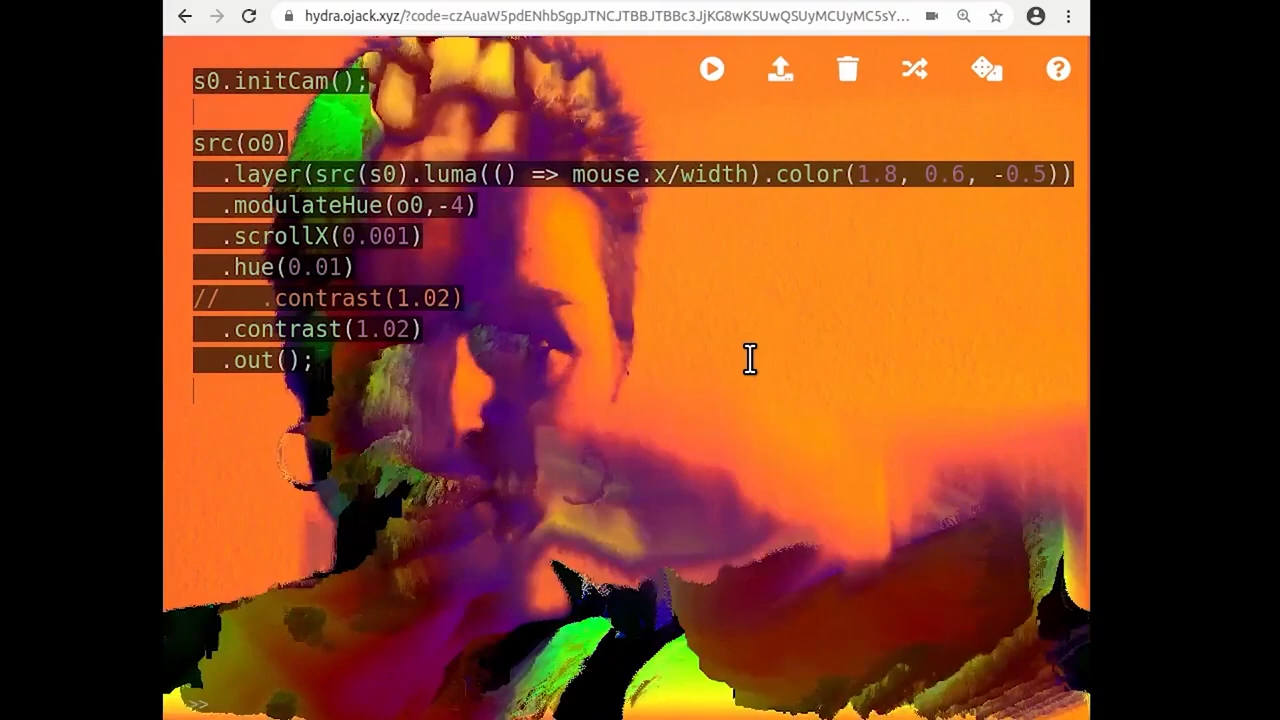 hydra.ojack.xyz/?code=czAuaW5pdENhbSgpJTNCJTBBJTBBc3JjKG8wKSUwQSUyMCUyMC5sY...
s0.initCam();
src(o0)
.layer(src(s0).luma(() => mouse.x/width).color(1.8, 0.6, -0.5))
.modulateHue(o0,-4)
.scrollX(0.001)
.hue(0.01)
//   .contrast(1.02)
.contrast(1.02)
.out();
>>